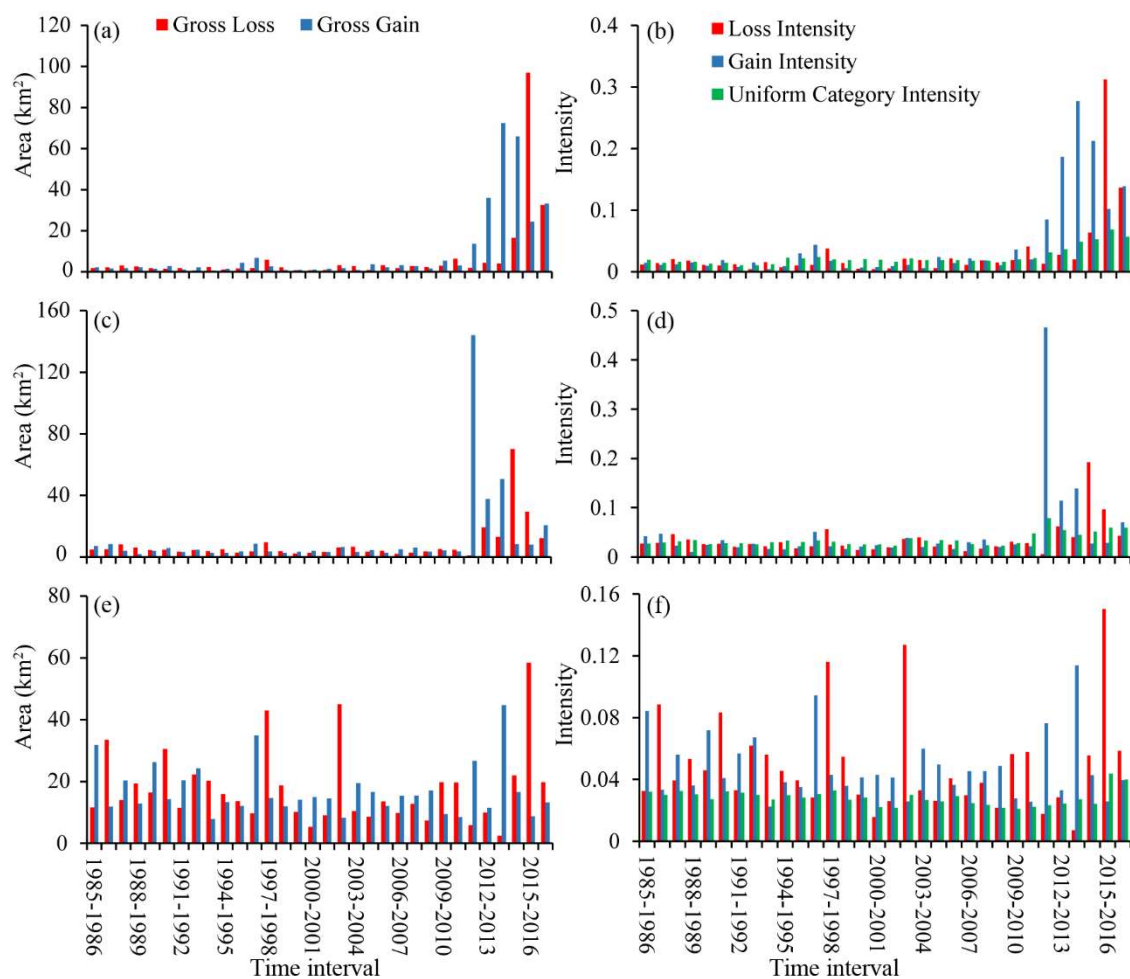 (a)
Gross Loss
Gross Gain
Area (km²)
120
100
80
60
40
20
0
(b)
Loss Intensity
Gain Intensity
Uniform Category Intensity
Intensity
0.4
0.3
0.2
0.1
0
(c)
Area (km²)
160
120
80
40
0
(d)
Intensity
0.5
0.4
0.3
0.2
0.1
0
(e)
Area (km²)
80
60
40
20
0
1985-1986
1988-1989
1991-1992
1994-1995
1997-1998
2000-2001
2003-2004
2006-2007
2009-2010
2012-2013
2015-2016
Time interval
(f)
Intensity
0.16
0.12
0.08
0.04
0
1985-1986
1988-1989
1991-1992
1994-1995
1997-1998
2000-2001
2003-2004
2006-2007
2009-2010
2012-2013
2015-2016
Time interval